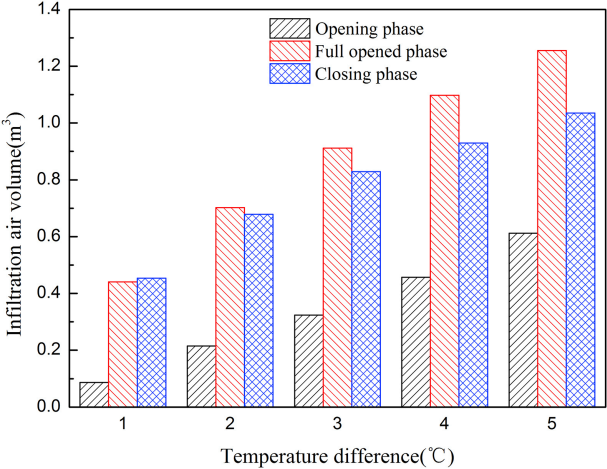 1.4
1.2
1.0
0.8
0.6
0.4
0.2
0.0
Infiltration air volume(m³)
Opening phase
Full opened phase
Closing phase
1 2 3 4 5
Temperature difference(℃)